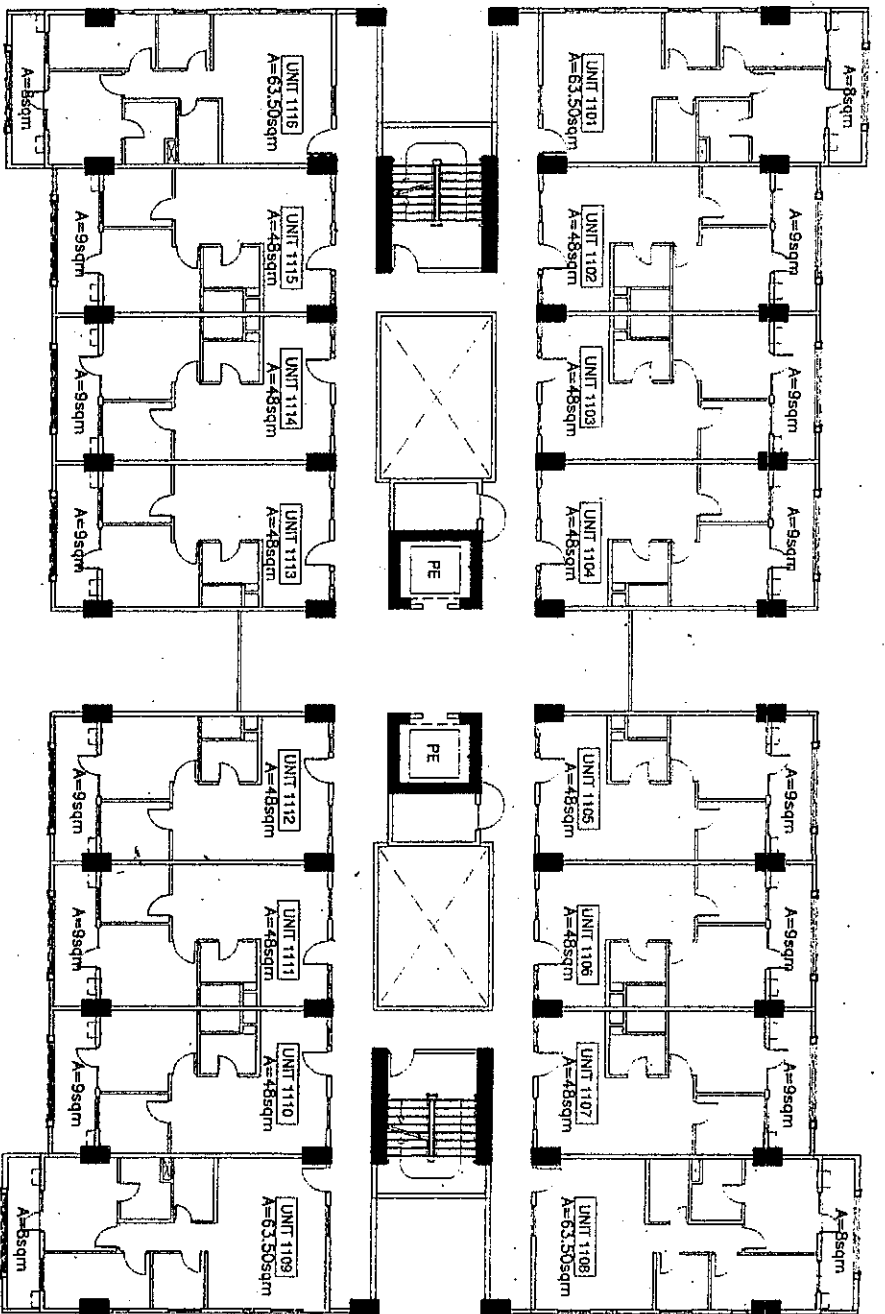 UNIT 1101
A=63.50sqm
A=8sqm
UNIT 1102
A=48sqm
A=9sqm
UNIT 1103
A=48sqm
A=9sqm
UNIT 1104
A=48sqm
A=9sqm
UNIT 1105
A=48sqm
A=9sqm
UNIT 1106
A=48sqm
A=9sqm
UNIT 1107
A=48sqm
A=9sqm
UNIT 1108
A=63.50sqm
A=8sqm
UNIT 1116
A=63.50sqm
A=8sqm
UNIT 1115
A=48sqm
A=9sqm
UNIT 1114
A=48sqm
A=9sqm
UNIT 1113
A=48sqm
A=9sqm
UNIT 1112
A=48sqm
A=9sqm
UNIT 1111
A=48sqm
A=9sqm
UNIT 1110
A=48sqm
A=9sqm
UNIT 1109
A=63.50sqm
A=8sqm
PE
PE